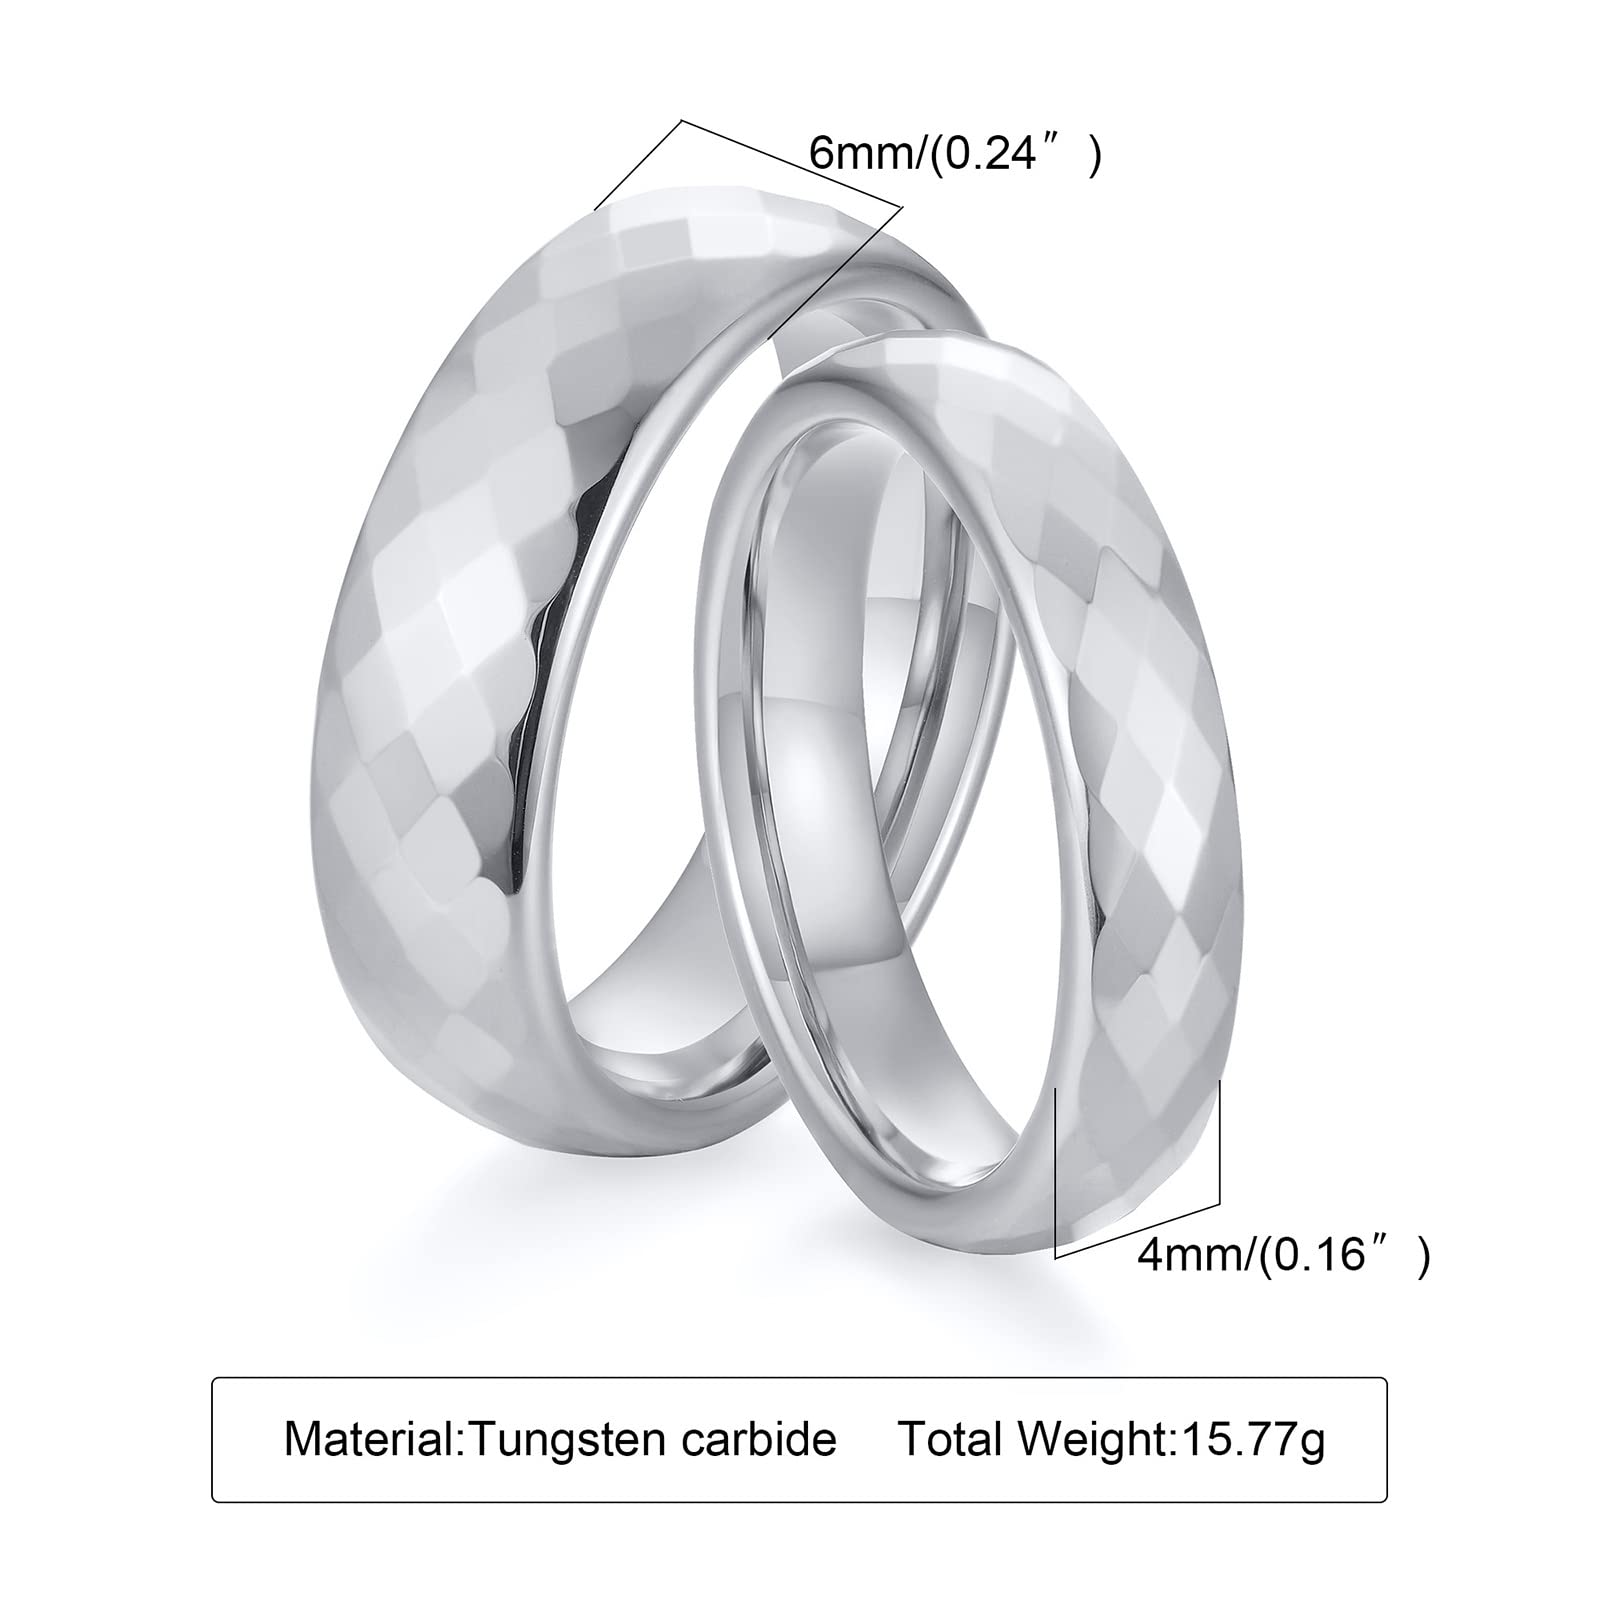 6mm/(0.24″ )
4mm/(0.16″ )
Material:Tungsten carbide Total Weight:15.77g